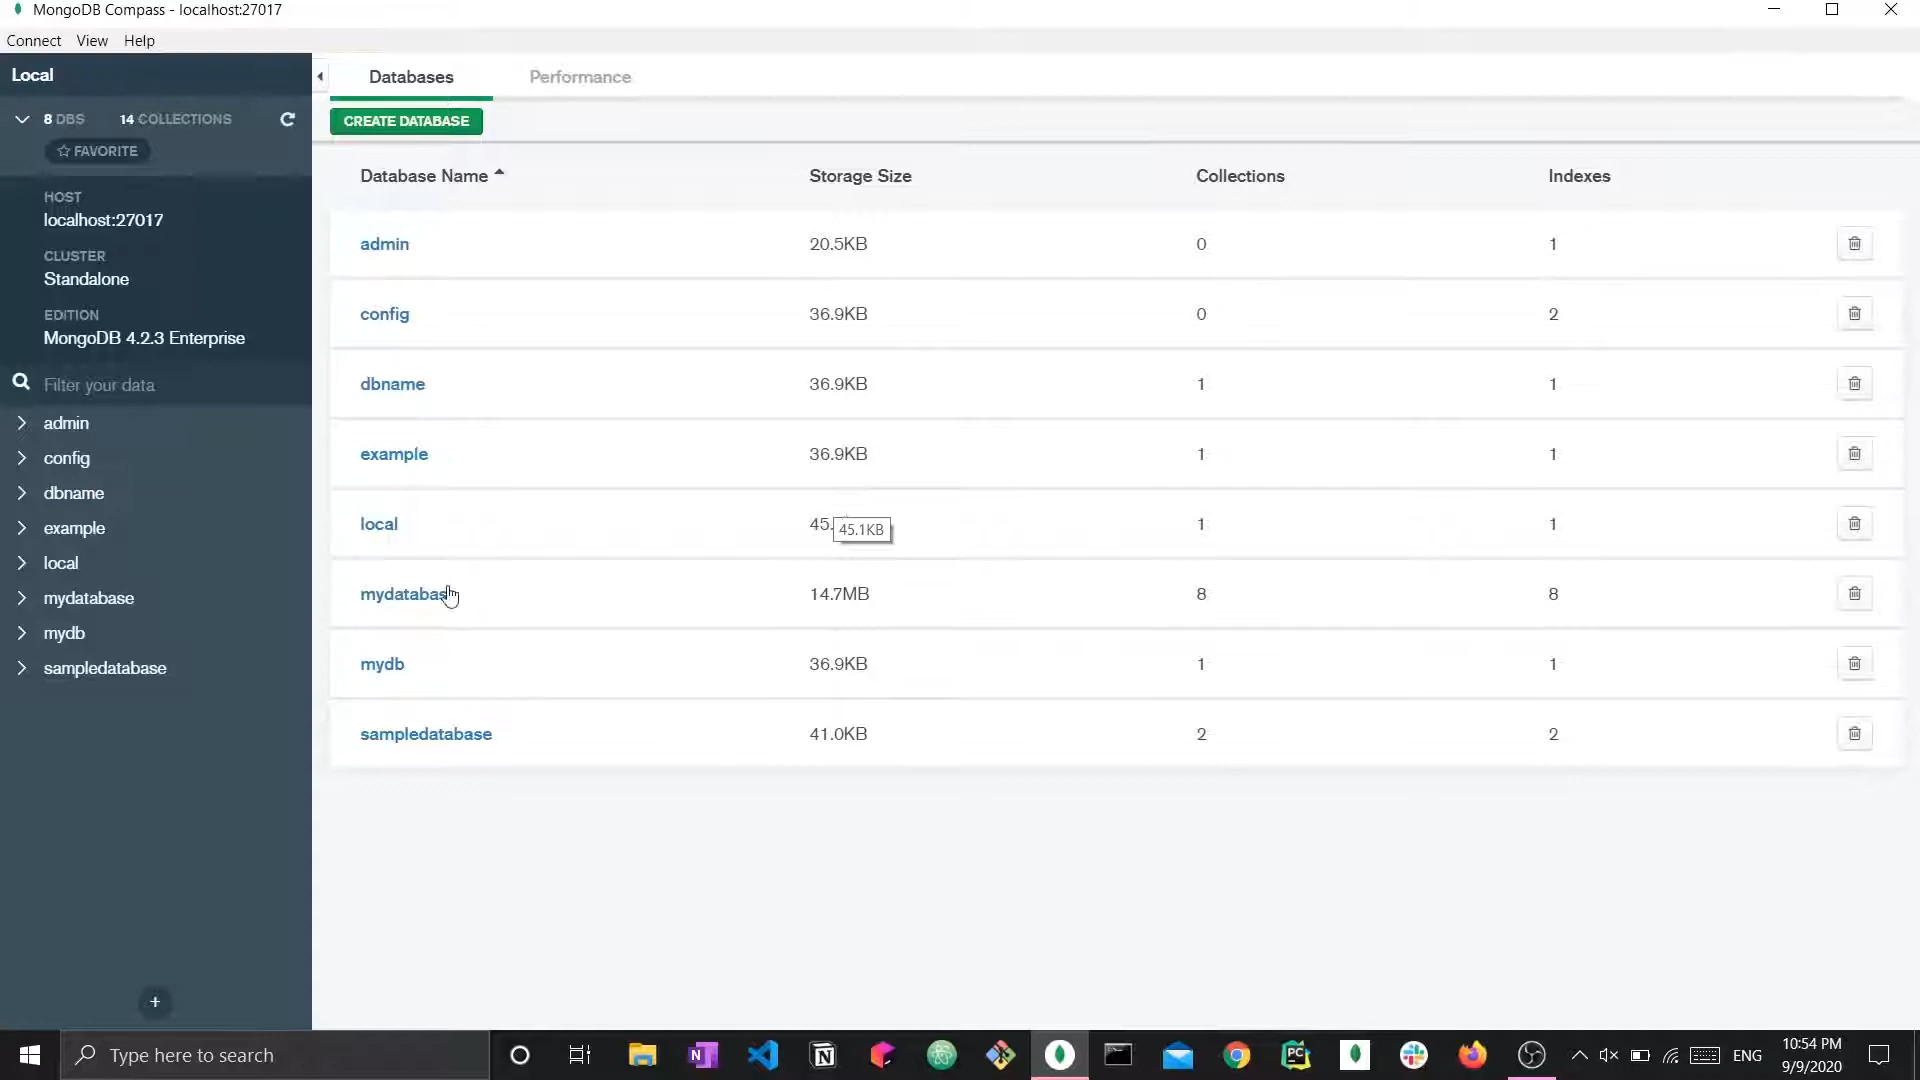 MongoDB Compass - localhost:27017
Connect View Help
Local
8 DBS 14 COLLECTIONS
FAVORITE
HOST
localhost:27017
CLUSTER
Standalone
EDITION
MongoDB 4.2.3 Enterprise
Filter your data
admin
config
dbname
example
local
mydatabase
mydb
sampledatabase
+
Databases Performance
CREATE DATABASE
Database Name Storage Size Collections Indexes
admin 20.5KB 0 1
config 36.9KB 0 2
dbname 36.9KB 1 1
example 36.9KB 1 1
local 45. 45.1KB 1 1
mydatabas 14.7MB 8 8
mydb 36.9KB 1 1
sampledatabase 41.0KB 2 2
Type here to search
N
N
PC
ENG
10:54 PM
9/9/2020